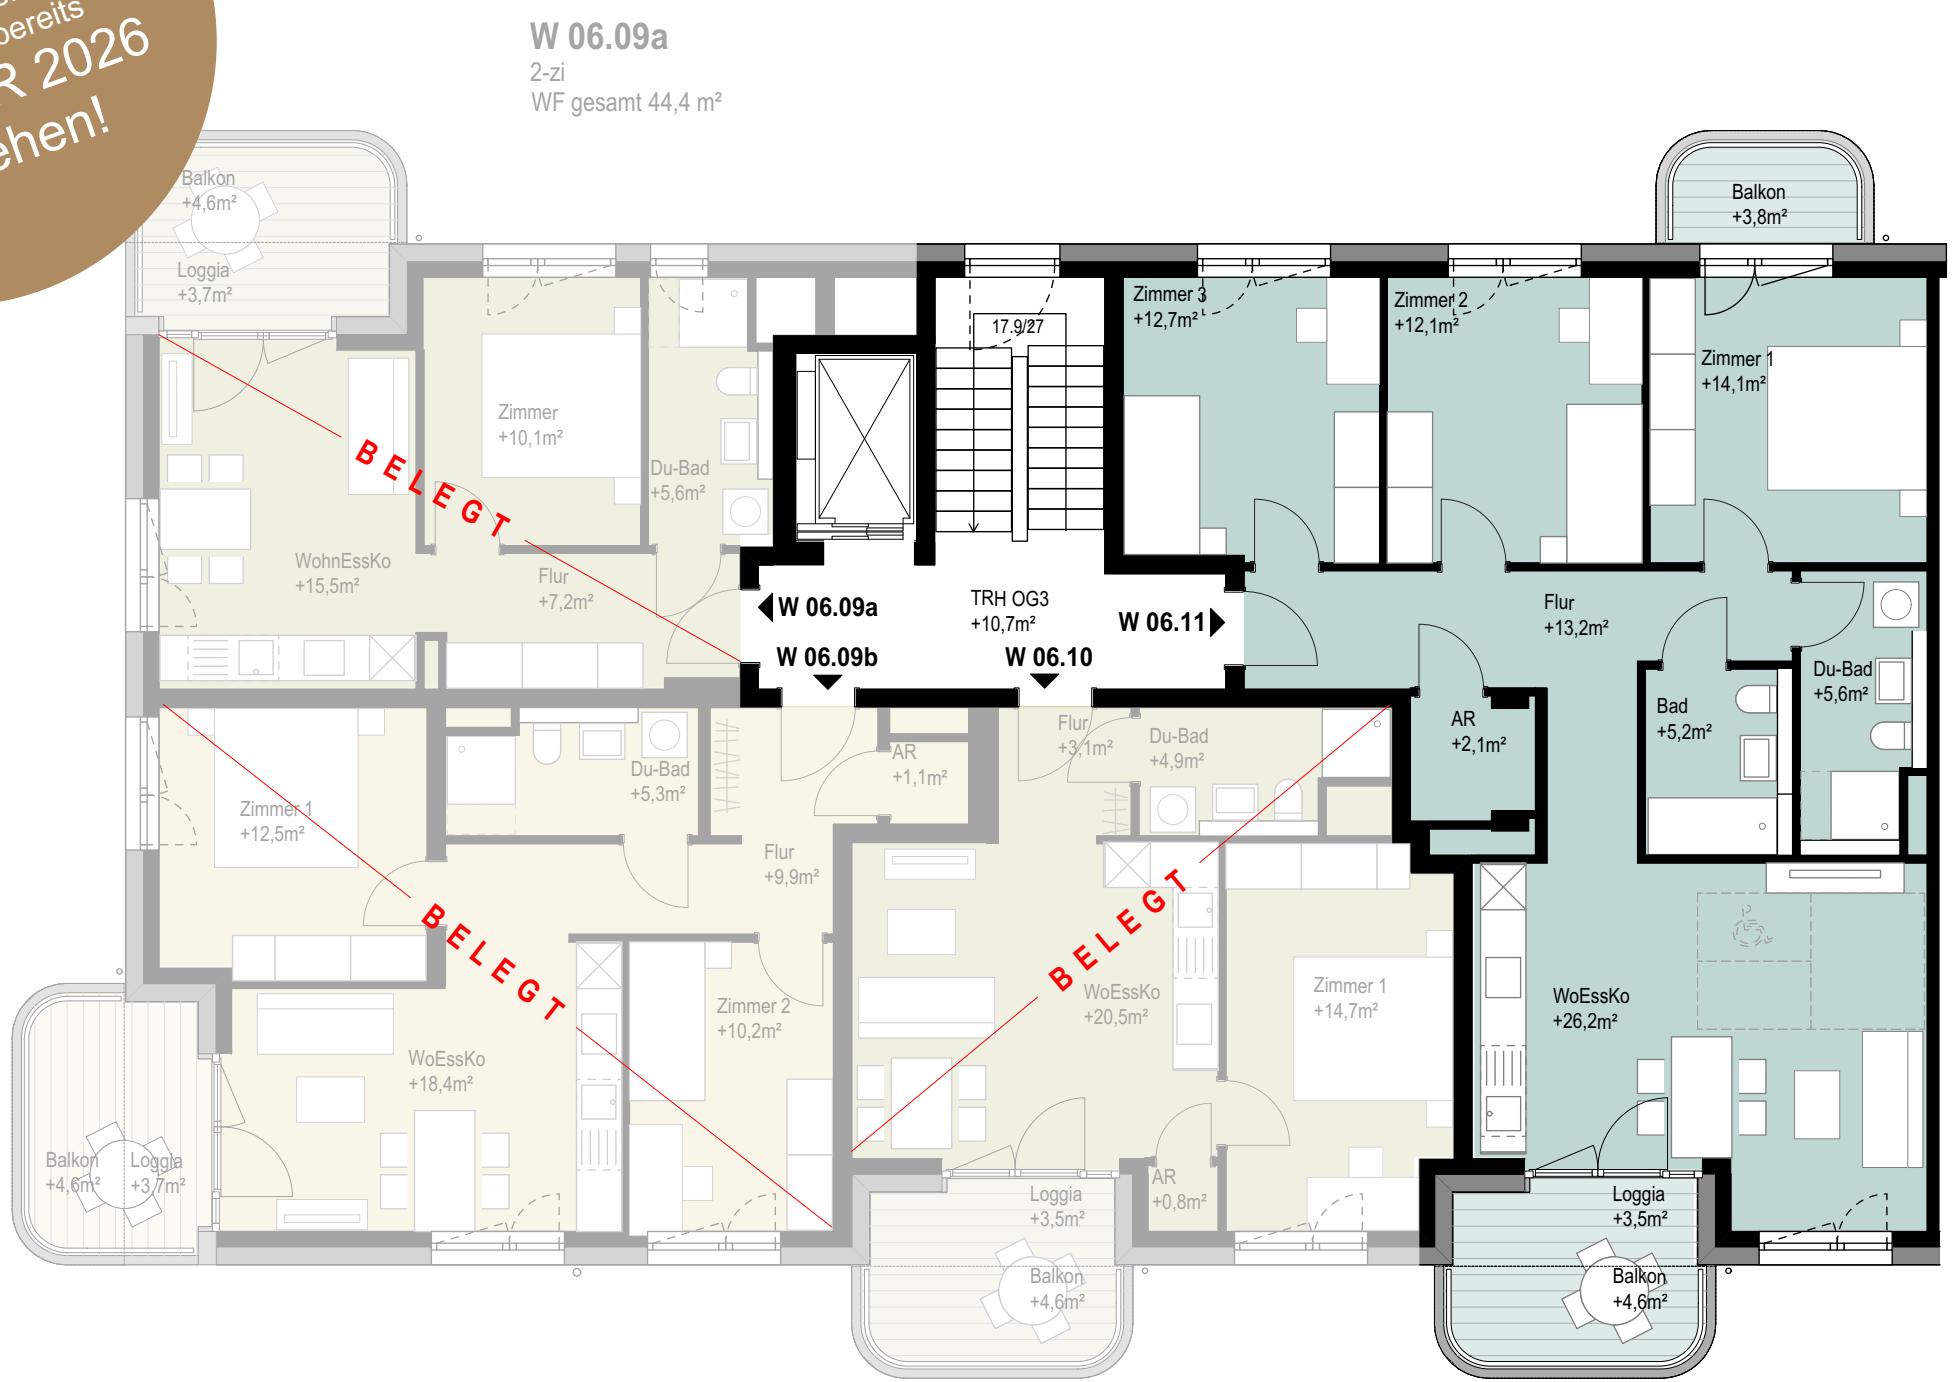 bereits
R 2026
ehen!
W 06.09a
2-zi
WF gesamt 44,4 m²
Balkon
+4,6m²
Loggia
+3,7m²
Zimmer
+10,1m²
Du-Bad
+5,6m²
WohnEssKo
+15,5m²
Flur
+7,2m²
BELEGT
17.9/27
TRH OG3
+10,7m²
W 06.09a
W 06.09b
W 06.10
W 06.11
Zimmer 3
+12,7m²
Zimmer 2
+12,1m²
Balkon
+3,8m²
Zimmer 1
+14,1m²
Flur
+13,2m²
Du-Bad
+5,6m²
Bad
+5,2m²
AR
+2,1m²
WoEssKo
+26,2m²
Loggia
+3,5m²
Balkon
+4,6m²
Zimmer 1
+12,5m²
Du-Bad
+5,3m²
AR
+1,1m²
Flur
+9,9m²
BELEGT
Zimmer 2
+10,2m²
WoEssKo
+18,4m²
Balkon
+4,6m²
Loggia
+3,7m²
Flur
+3,1m²
Du-Bad
+4,9m²
BELEGT
WoEssKo
+20,5m²
Zimmer 1
+14,7m²
AR
+0,8m²
Loggia
+3,5m²
Balkon
+4,6m²